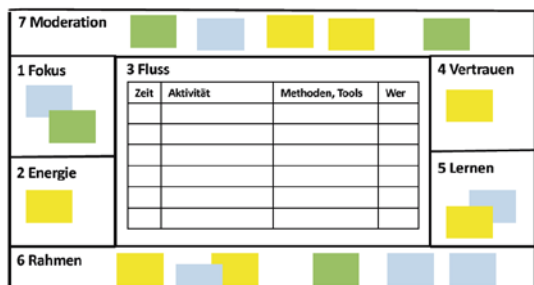 7 Moderation
1 Fokus
3 Fluss
Zeit Aktivität Methoden, Tools Wer
4 Vertrauen
2 Energie
5 Lernen
6 Rahmen